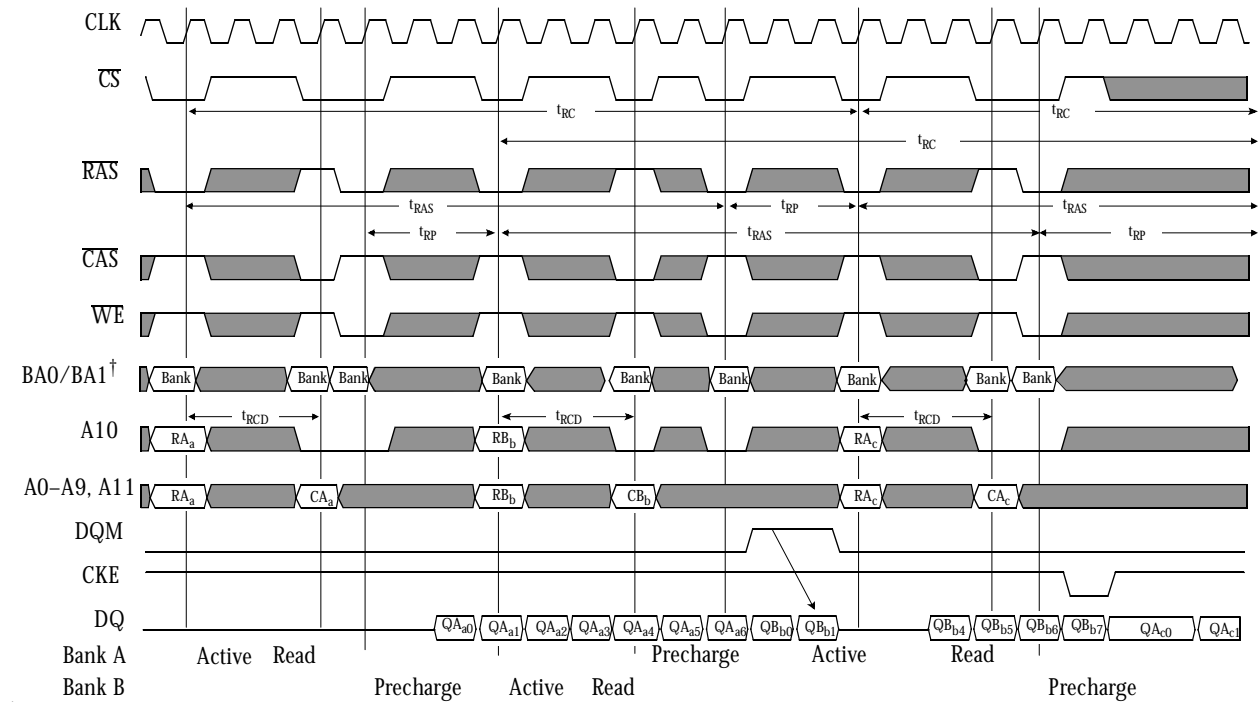 CLK
CS
tRC tRC
tRC
RAS
tRAS tRP tRAS
tRP tRAS tRP
CAS
WE
BA0/BA1† Bank Bank Bank Bank Bank Bank Bank Bank Bank
tRCD tRCD tRCD
A10 RAa RBb RAc
A0–A9, A11 RAa CAa RBb CBb RAc CAc
DQM
CKE
DQ QAa0 QAa1 QAa2 QAa3 QAa4 QAa5 QAa6 QBb0 QBb1 QBb4 QBb5 QBb6 QBb7 QAc0 QAc1
Bank A Active Read Precharge Active Read
Bank B Precharge Active Read Precharge